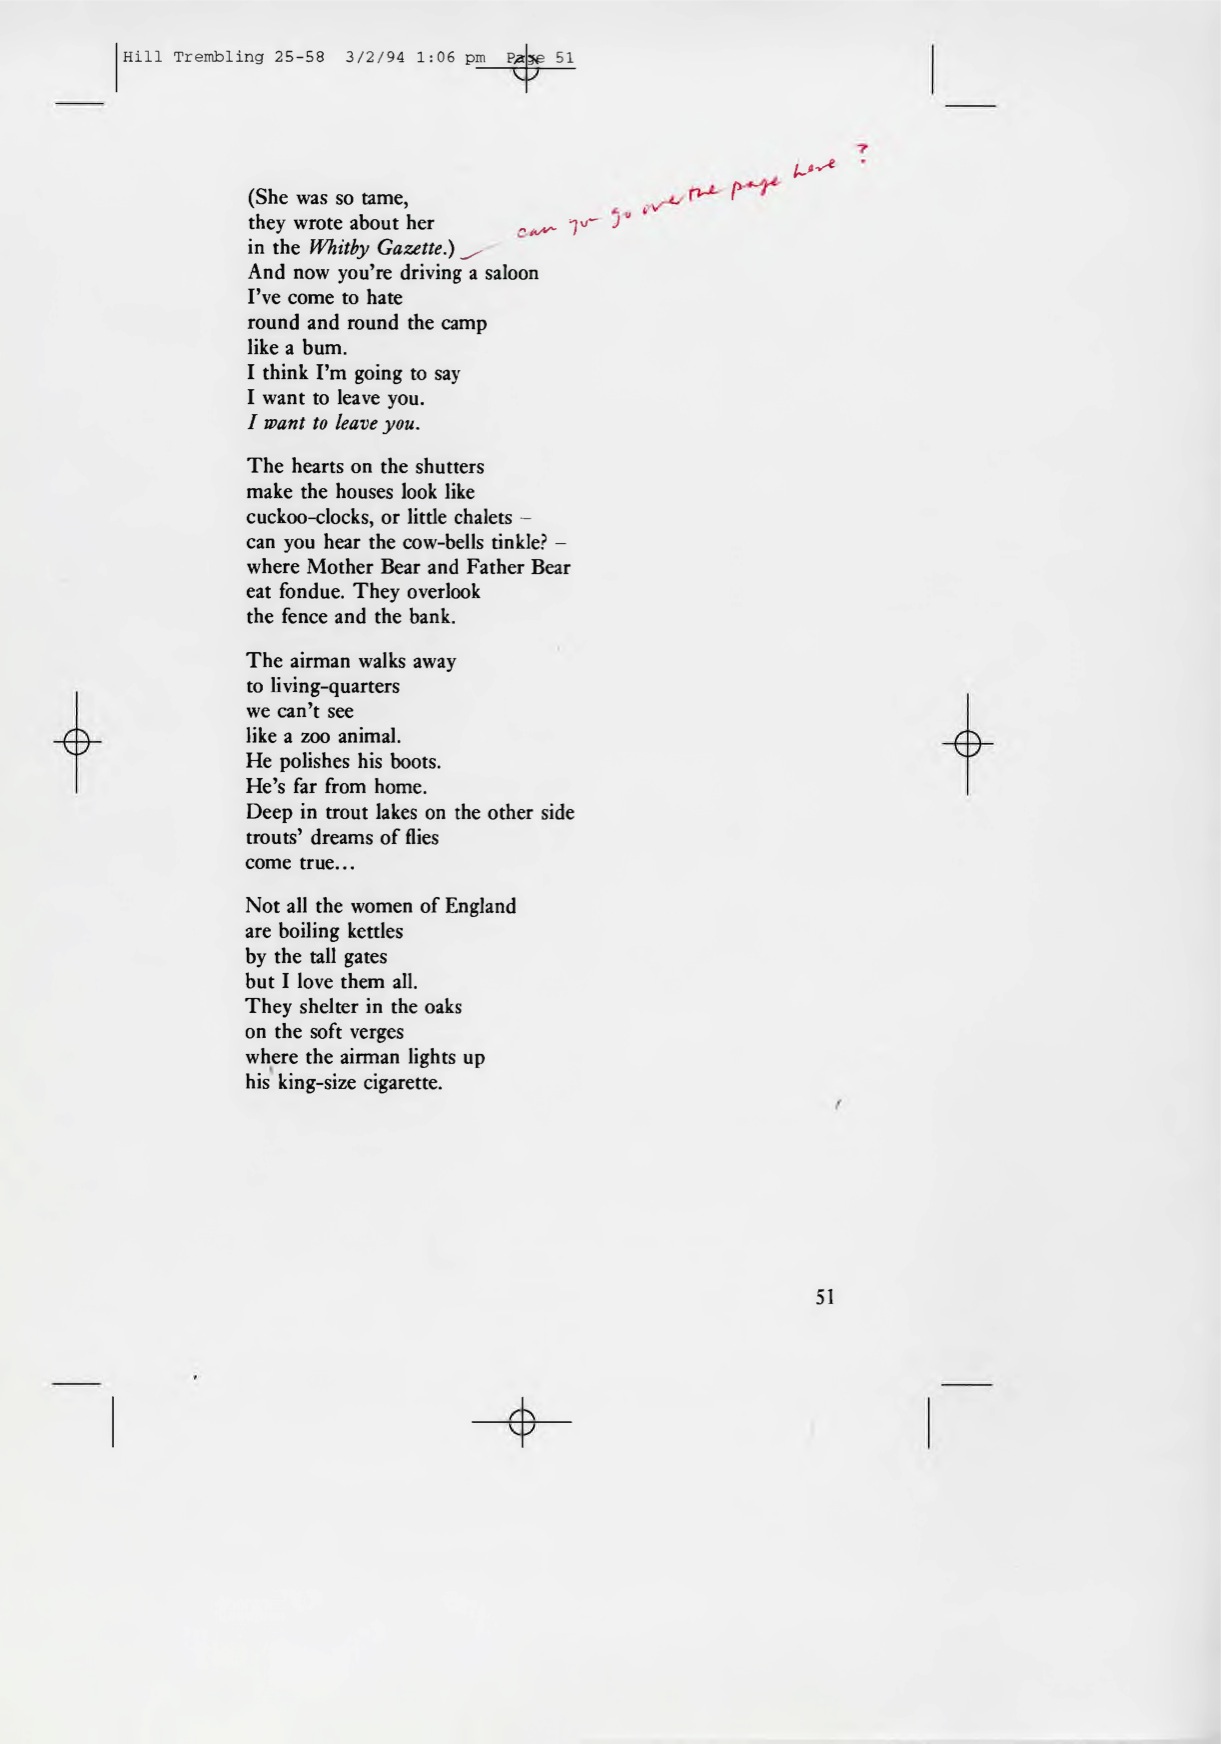 Hill Trembling 25-58 3/2/94 1:06 pm Page 51
can you go over the page here ?
(She was so tame,
they wrote about her
in the Whitby Gazette.)
And now you're driving a saloon
I've come to hate
round and round the camp
like a bum.
I think I'm going to say
I want to leave you.
I want to leave you.
The hearts on the shutters
make the houses look like
cuckoo-clocks, or little chalets –
can you hear the cow-bells tinkle? –
where Mother Bear and Father Bear
eat fondue. They overlook
the fence and the bank.
The airman walks away
to living-quarters
we can't see
like a zoo animal.
He polishes his boots.
He's far from home.
Deep in trout lakes on the other side
trouts' dreams of flies
come true...
Not all the women of England
are boiling kettles
by the tall gates
but I love them all.
They shelter in the oaks
on the soft verges
where the airman lights up
his king-size cigarette.
51